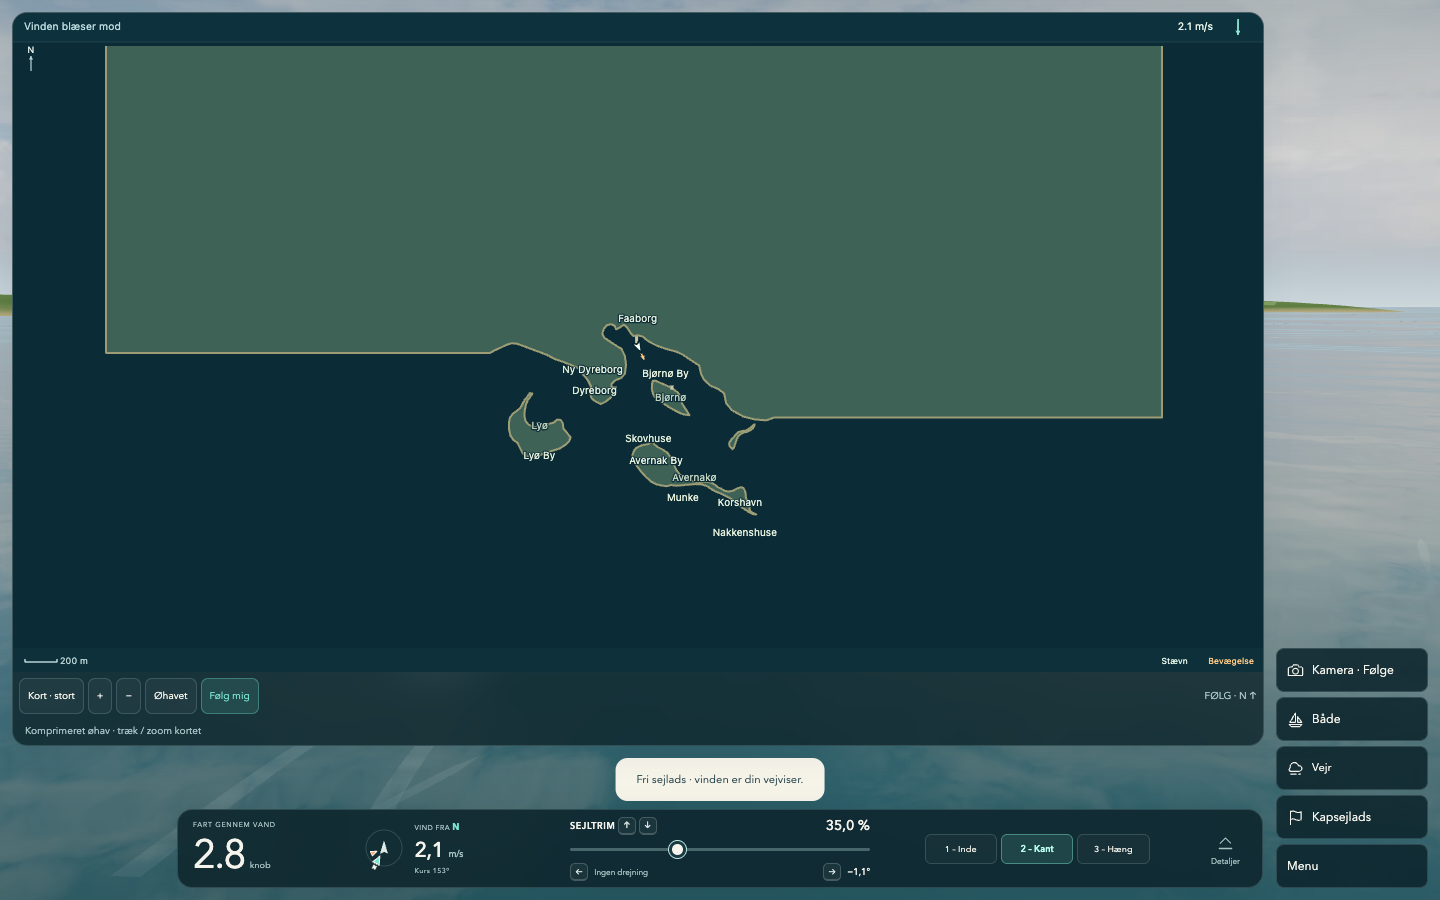 Vinden blæser mod
2.1 m/s
N
Faaborg
Ny Dyreborg
Bjørnø By
Dyreborg
Bjørnø
Lyø
Skovhuse
Lyø By
Avernak By
Avernakø
Munke
Korshavn
Nakkenshuse
200 m
Stævn
Bevægelse
Kort · stort
+
−
Øhavet
Følg mig
FØLG · N ↑
Komprimeret øhav · træk / zoom kortet
Kamera · Følge
Både
Vejr
Kapsejlads
Menu
Fri sejlads · vinden er din vejviser.
FART GENNEM VAND
2.8 knob
VIND FRA N
2,1 m/s
Kurs 153°
SEJLTRIM ↑ ↓
35,0 %
← Ingen drejning
→ −1,1°
1 – Inde
2 – Kant
3 – Hæng
Detaljer